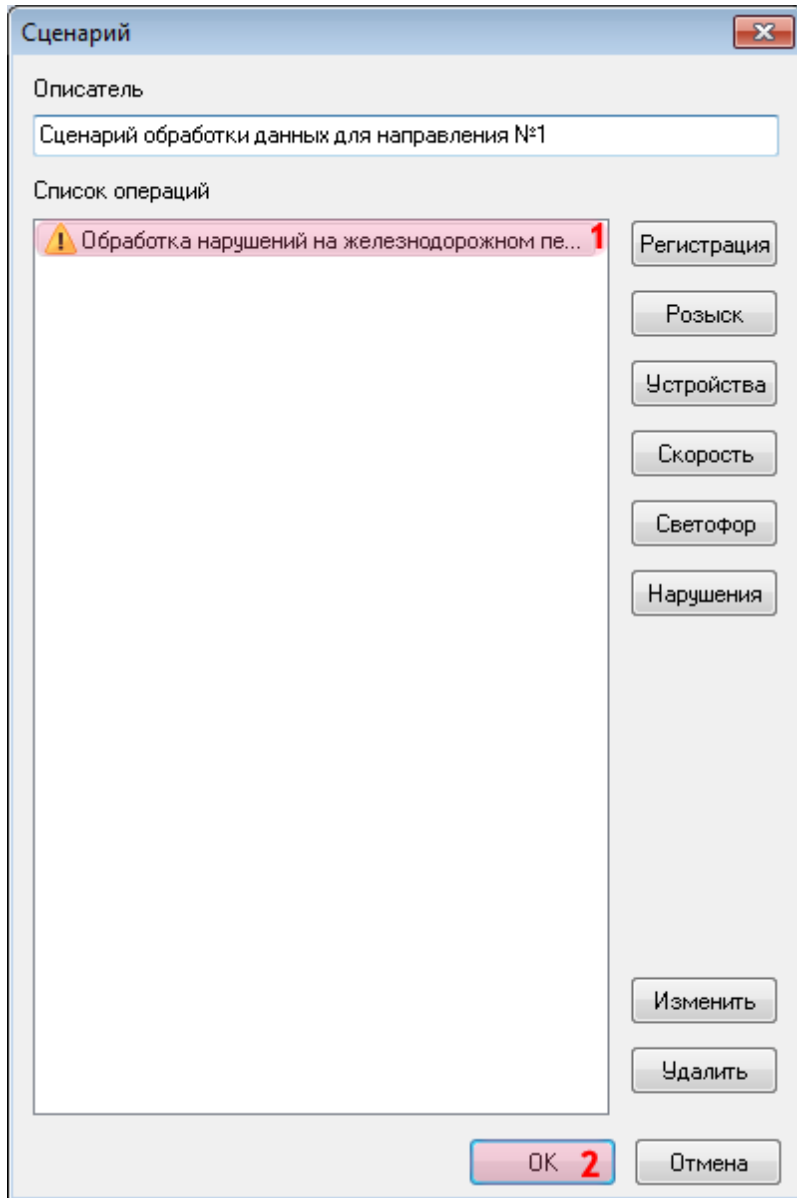 Сценарий
Описатель
Сценарий обработки данных для направления №1
Список операций
Обработка нарушений на железнодорожном пе... 1
Регистрация
Розыск
Устройства
Скорость
Светофор
Нарушения
Изменить
Удалить
OK 2
Отмена